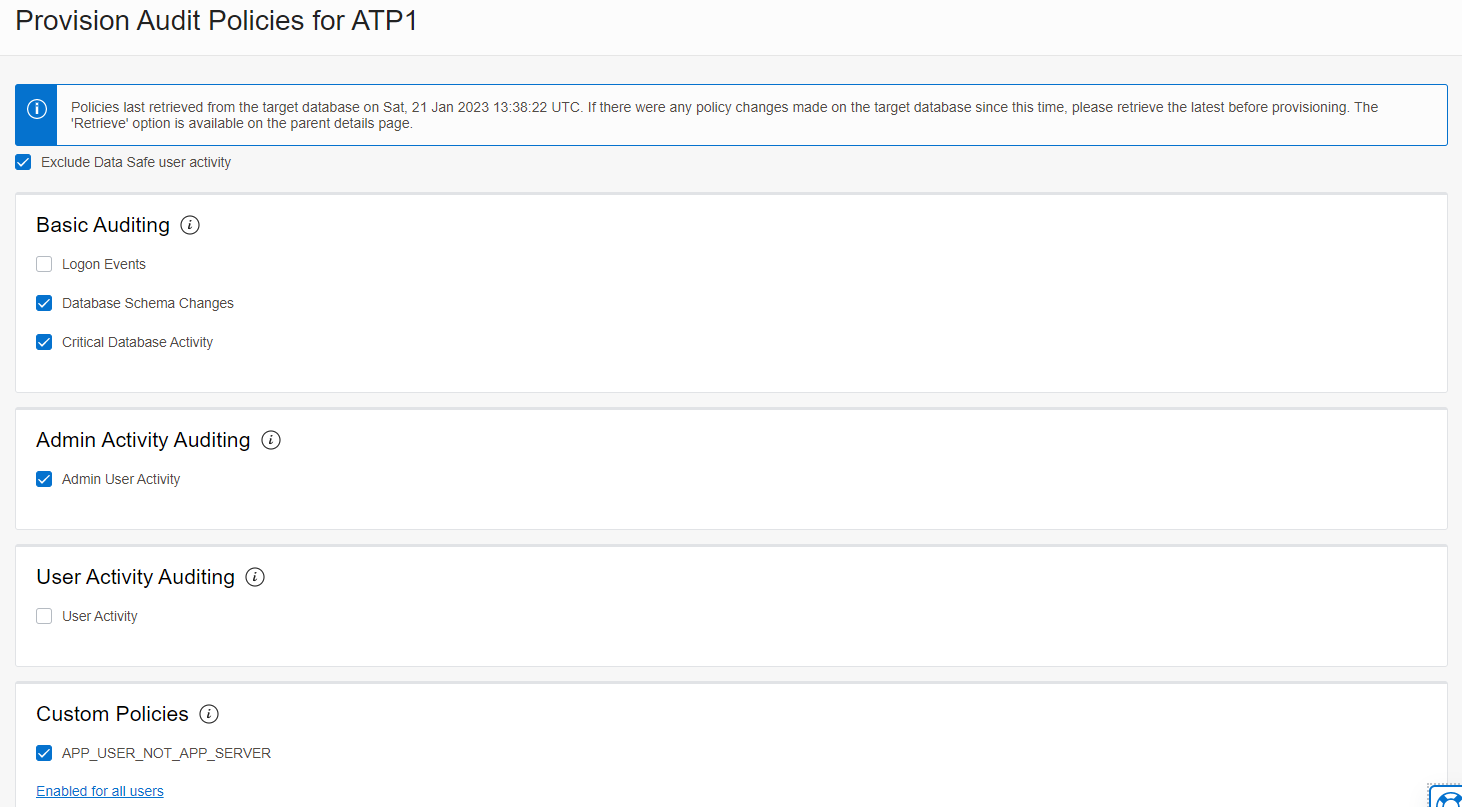 Provision Audit Policies for ATP1
Policies last retrieved from the target database on Sat, 21 Jan 2023 13:38:22 UTC. If there were any policy changes made on the target database since this time, please retrieve the latest before provisioning. The
'Retrieve' option is available on the parent details page.
Exclude Data Safe user activity
Basic Auditing
Logon Events
Database Schema Changes
Critical Database Activity
Admin Activity Auditing
Admin User Activity
User Activity Auditing
User Activity
Custom Policies
APP_USER_NOT_APP_SERVER
Enabled for all users